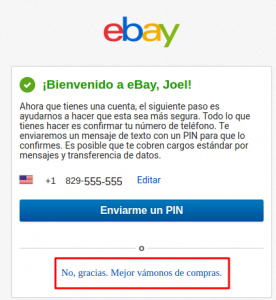 ebay
¡Bienvenido a eBay, Joel!
Ahora que tienes una cuenta, el siguiente paso es
ayudarnos a hacer que esta sea más segura. Todo lo que
tienes hacer es confirmar tu número de teléfono. Te
enviaremos un mensaje de texto con un PIN para que lo
confirmes. Es posible que te cobren cargos estándar por
mensajes y transferencia de datos.
+1 829-555-555 Editar
Enviarme un PIN
o
No, gracias. Mejor vámonos de compras.